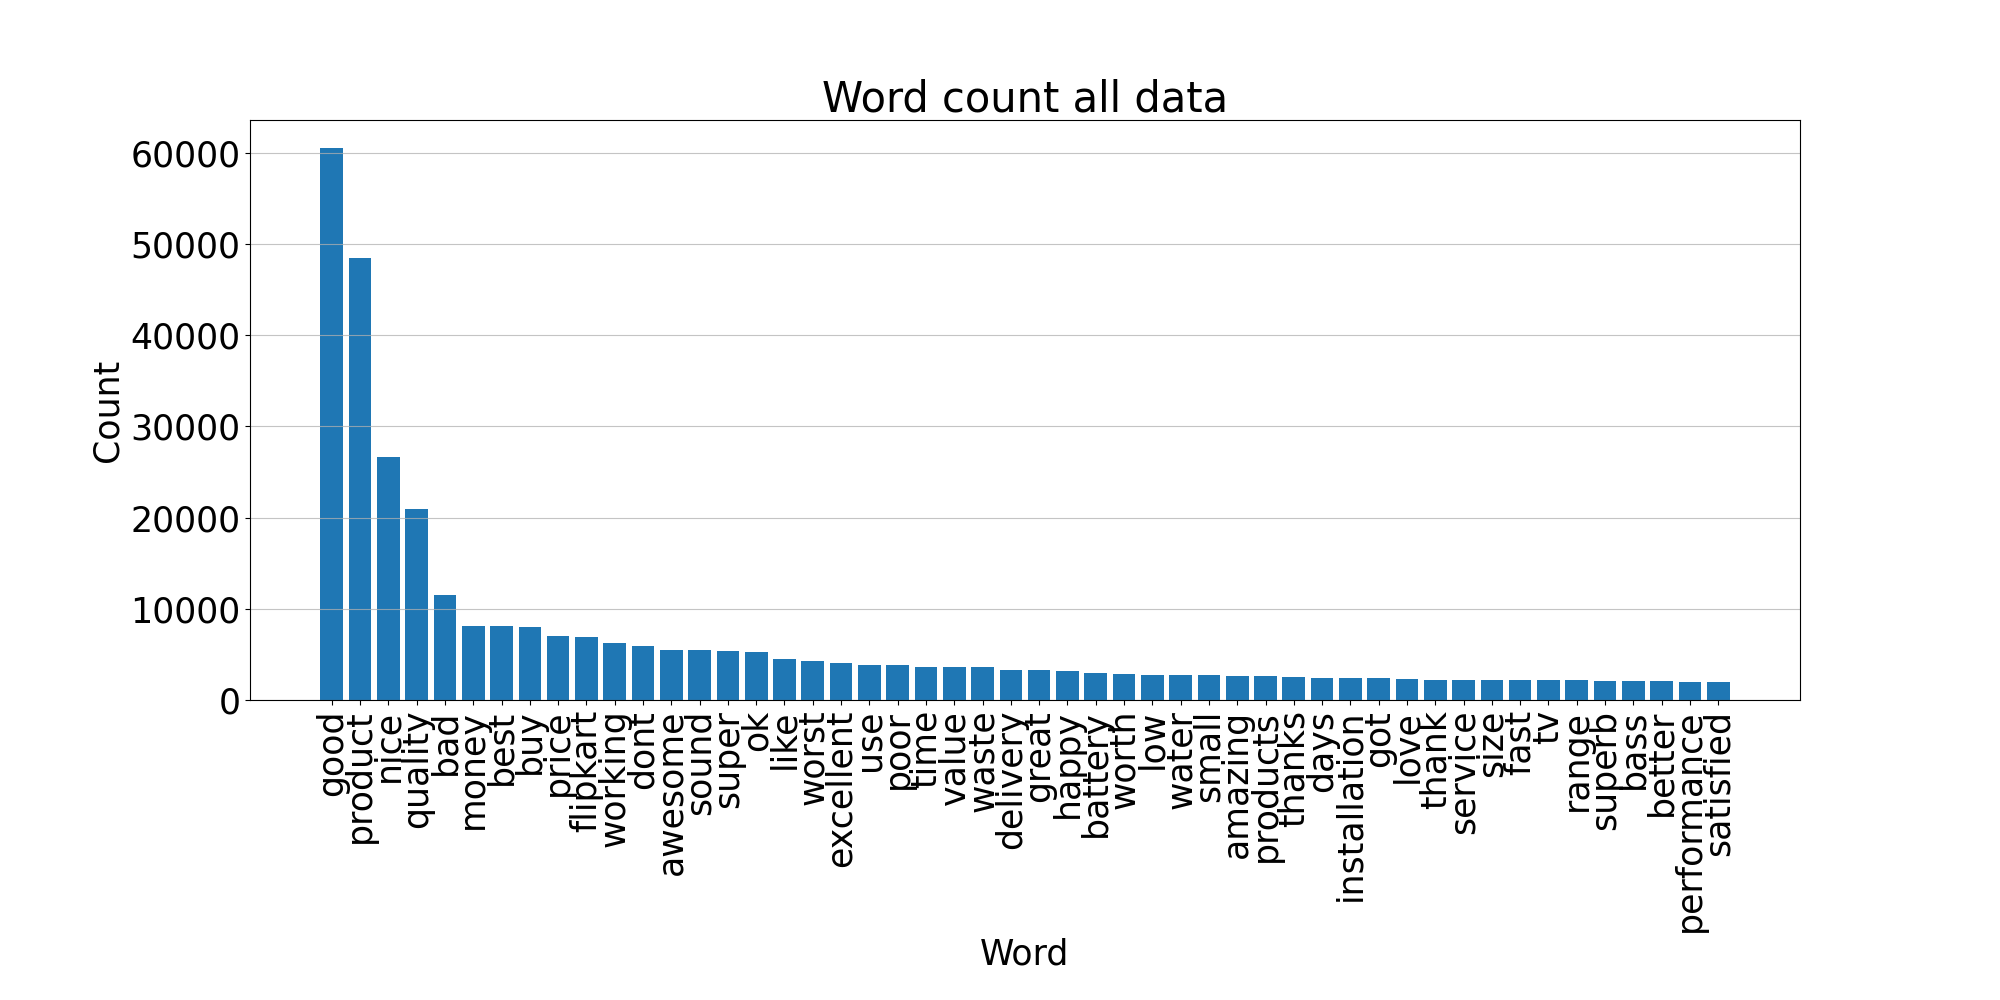 Word count all data
60000
50000
40000
30000
20000
10000
0
Count
good
product
nice
quality
bad
money
best
buy
price
flipkart
working
dont
awesome
sound
super
ok
like
worst
excellent
use
poor
time
value
waste
delivery
great
happy
battery
worth
low
water
small
amazing
products
thanks
days
installation
got
love
thank
service
size
fast
tv
range
superb
bass
better
performance
satisfied
Word